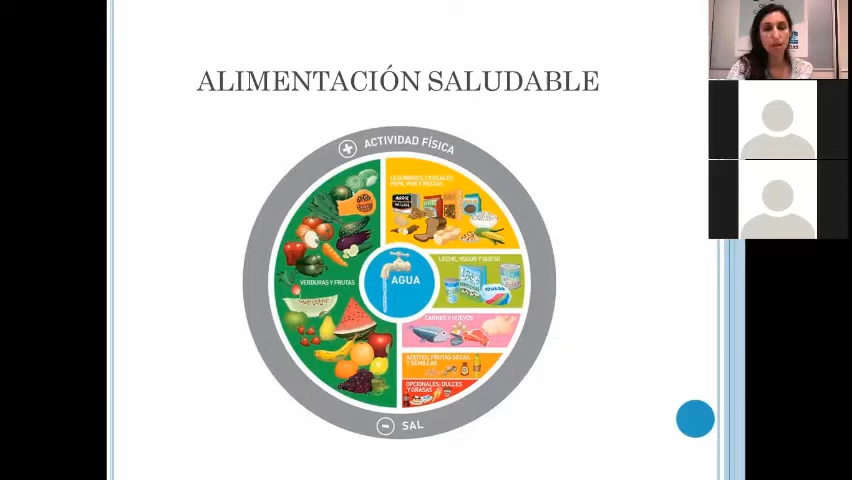 ALIMENTACIÓN SALUDABLE
+ ACTIVIDAD FÍSICA
LEGUMBRES, CEREALES,
PAPA, PAN Y PASTAS
LECHE, YOGUR Y QUESO
QUESO
AGUA
VERDURAS Y FRUTAS
CARNES Y HUEVOS
ACEITES, FRUTAS SECAS
Y SEMILLAS
OPCIONALES: DULCES
Y GRASAS
- SAL